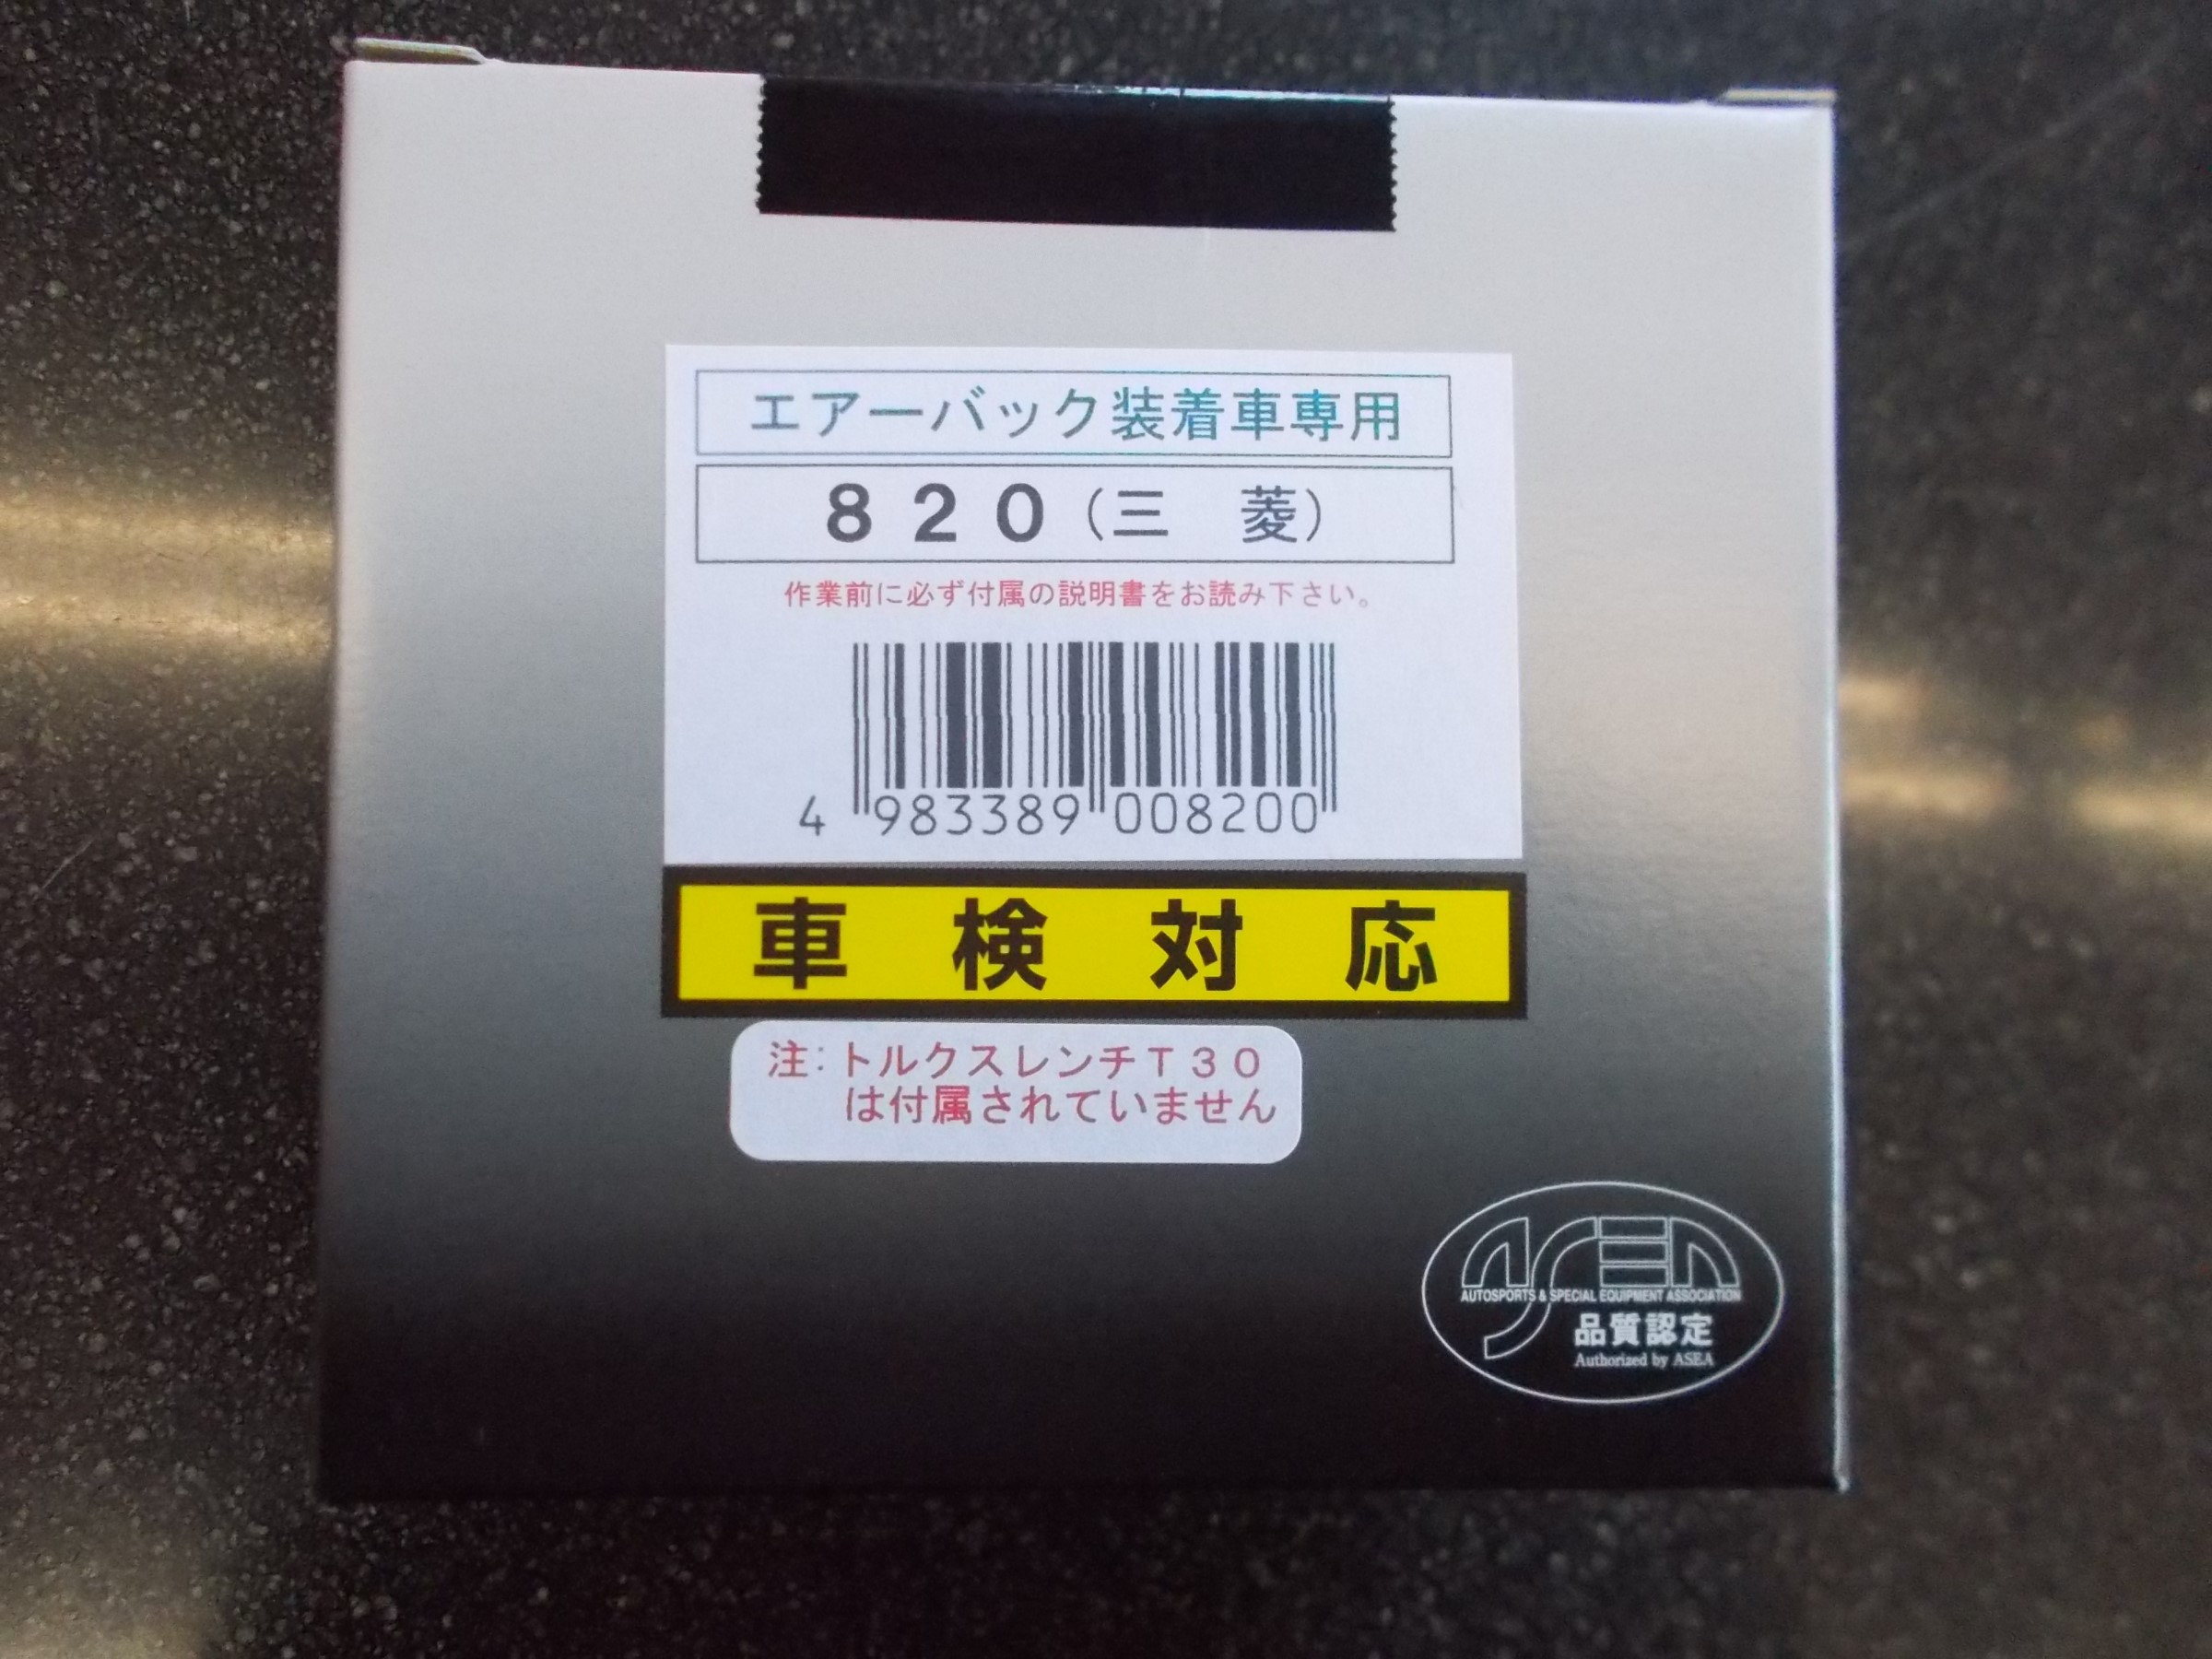 エアーバック装着車専用
８２０（三　菱）
作業前に必ず付属の説明書をお読み下さい。
4 983389 008200
車 検 対 応
注：トルクスレンチＴ３０
は付属されていません
ASEA
AUTOSPORTS & SPECIAL EQUIPMENT ASSOCIATION
品質認定
Authorized by ASEA